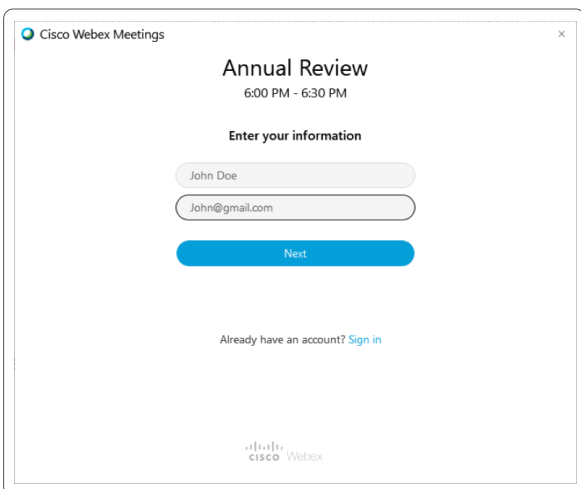 Cisco Webex Meetings
Annual Review
6:00 PM - 6:30 PM
Enter your information
John Doe
John@gmail.com
Next
Already have an account? Sign in
CISCO Webex